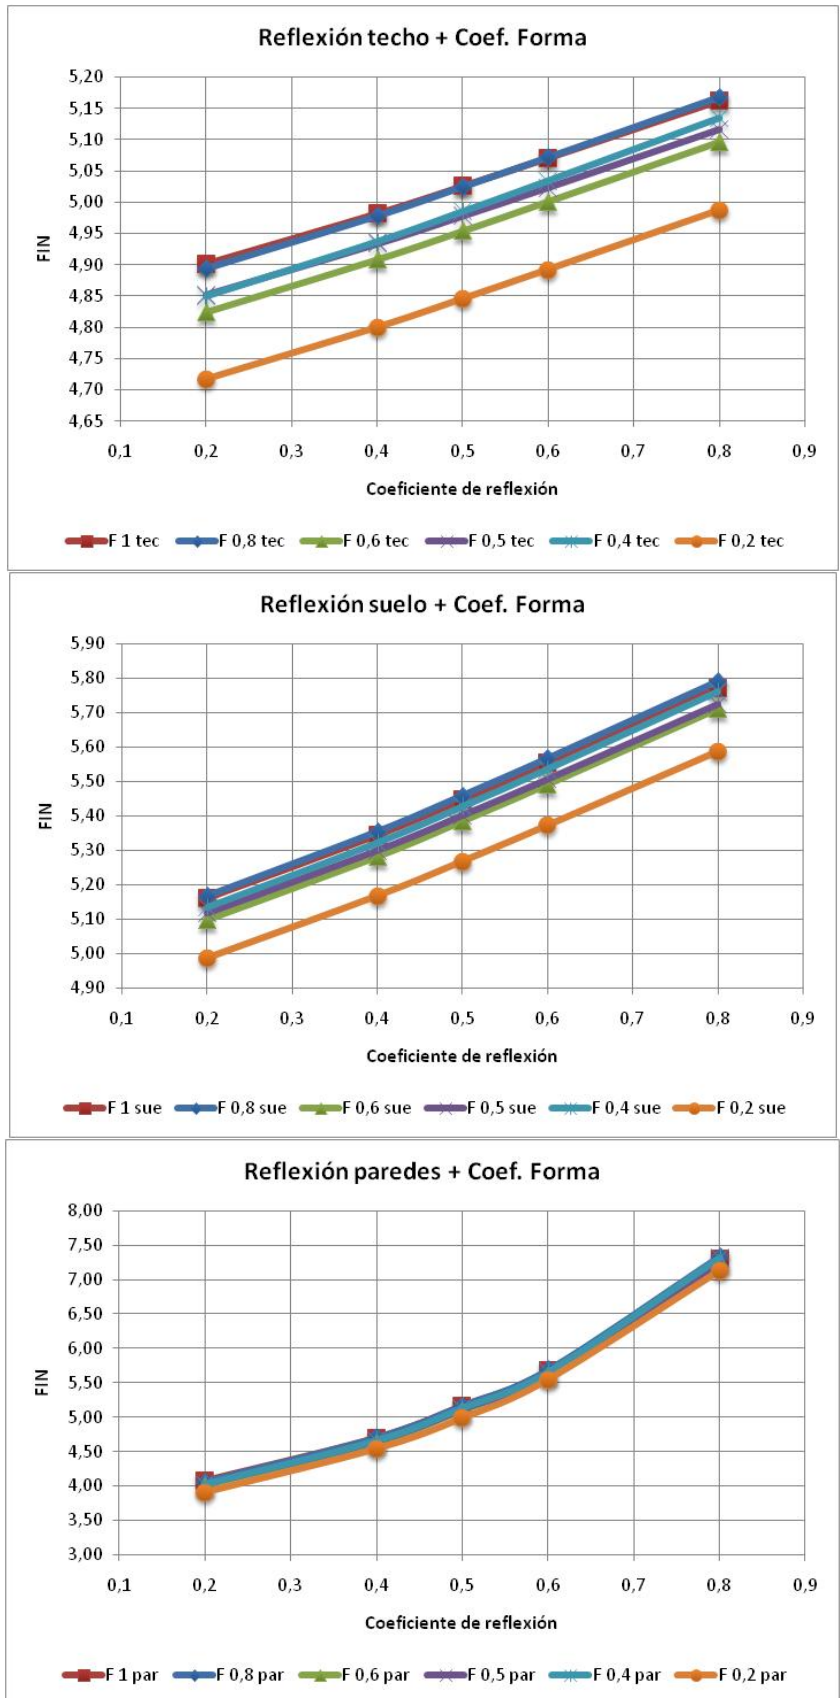 Reflexión techo + Coef. Forma
5,20
5,15
5,10
5,05
5,00
4,95
4,90
4,85
4,80
4,75
4,70
4,65
FIN
0,1 0,2 0,3 0,4 0,5 0,6 0,7 0,8 0,9
Coeficiente de reflexión
F 1 tec F 0,8 tec F 0,6 tec F 0,5 tec F 0,4 tec F 0,2 tec
Reflexión suelo + Coef. Forma
5,90
5,80
5,70
5,60
5,50
5,40
5,30
5,20
5,10
5,00
4,90
FIN
0,1 0,2 0,3 0,4 0,5 0,6 0,7 0,8 0,9
Coeficiente de reflexión
F 1 sue F 0,8 sue F 0,6 sue F 0,5 sue F 0,4 sue F 0,2 sue
Reflexión paredes + Coef. Forma
8,00
7,50
7,00
6,50
6,00
5,50
5,00
4,50
4,00
3,50
3,00
FIN
0,1 0,2 0,3 0,4 0,5 0,6 0,7 0,8 0,9
Coeficiente de reflexión
F 1 par F 0,8 par F 0,6 par F 0,5 par F 0,4 par F 0,2 par